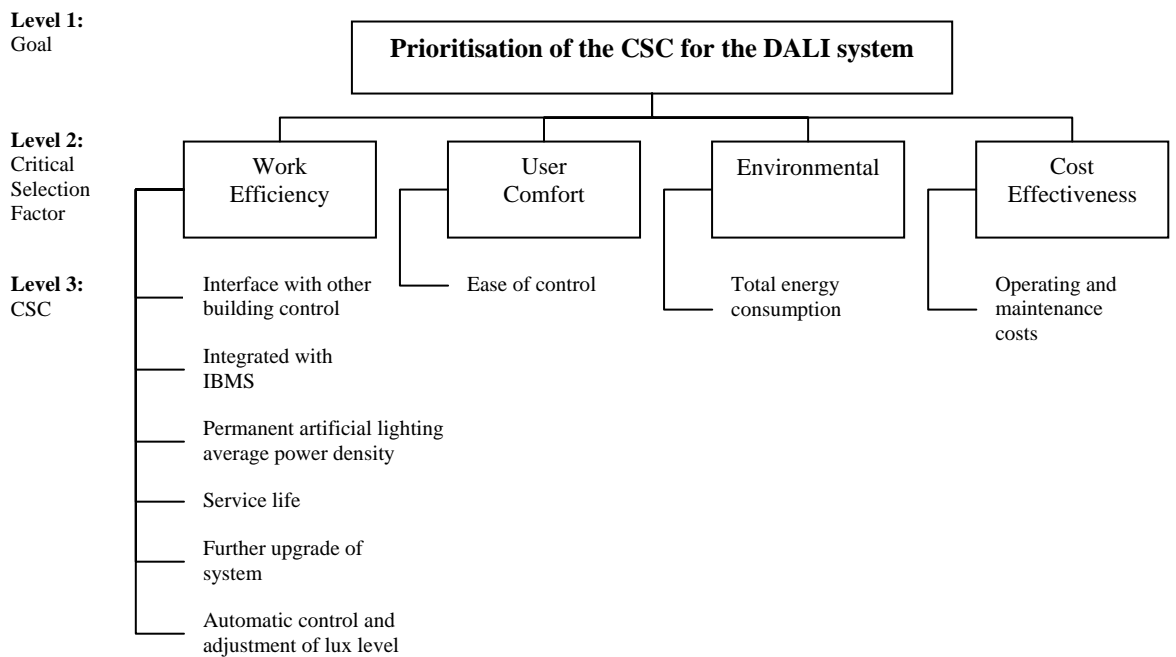 Level 1:
Goal
Prioritisation of the CSC for the DALI system
Level 2:
Critical
Selection
Factor
Work
Efficiency
User
Comfort
Environmental
Cost
Effectiveness
Level 3:
CSC
Interface with other
building control
Integrated with
IBMS
Permanent artificial lighting
average power density
Service life
Further upgrade of
system
Automatic control and
adjustment of lux level
Ease of control
Total energy
consumption
Operating and
maintenance
costs